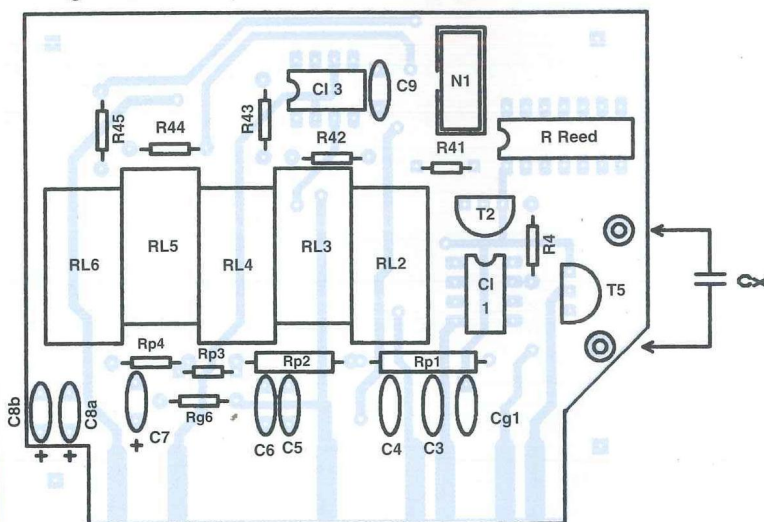 CI 3
C9
N1
R Reed
R45
R44
R43
R42
R41
T2
R4
RL6
RL5
RL4
RL3
RL2
CI
1
T5
Cx
Rp4
Rp3
Rp2
Rp1
C8b
C8a
C7
Rg6
C6
C5
C4
C3
Cg1
+
+
+